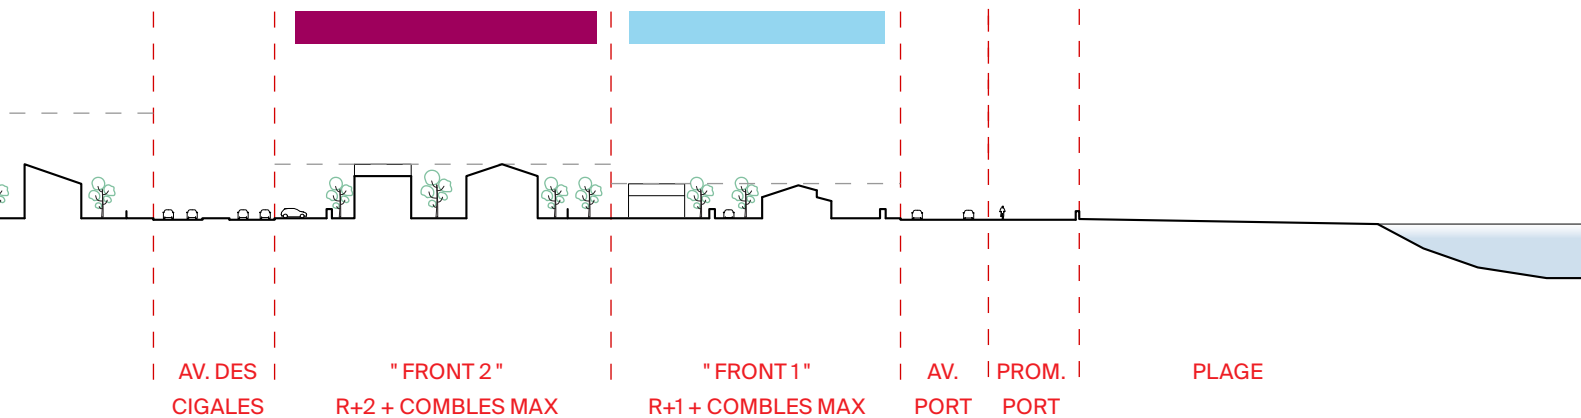 AV. DES
CIGALES
" FRONT 2 "
R+2 + COMBLES MAX
" FRONT 1 "
R+1 + COMBLES MAX
AV.
PORT
PROM.
PORT
PLAGE